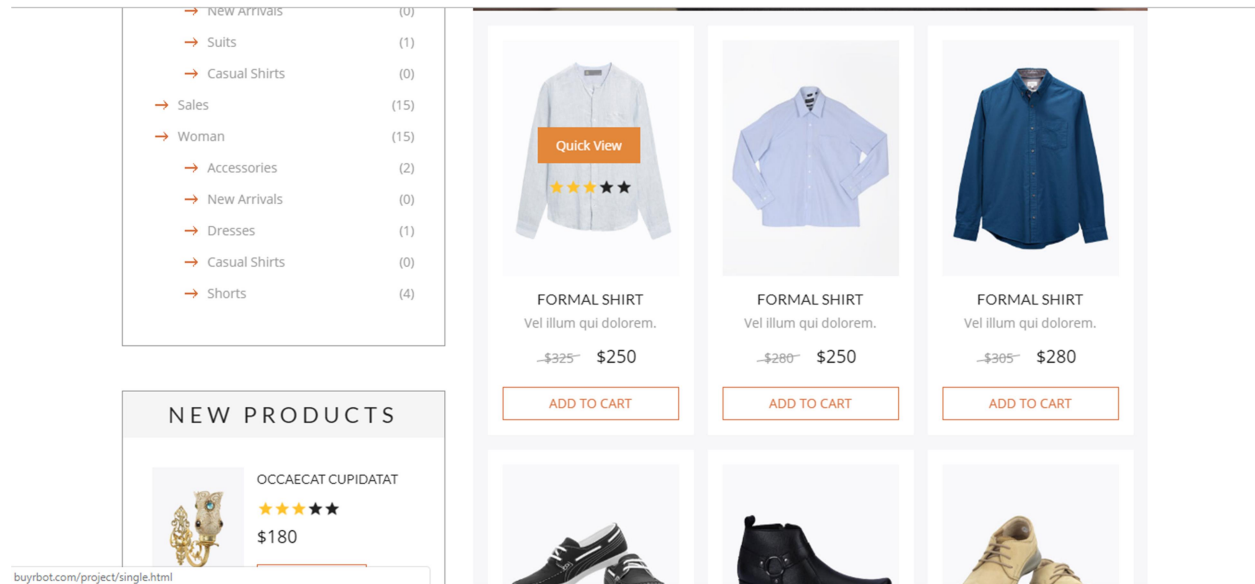 New Arrivals (0)
Suits (1)
Casual Shirts (0)
Sales (15)
Woman (15)
Accessories (2)
New Arrivals (0)
Dresses (1)
Casual Shirts (0)
Shorts (4)
NEW PRODUCTS
OCCAECAT CUPIDATAT
$180
Quick View
FORMAL SHIRT FORMAL SHIRT FORMAL SHIRT
Vel illum qui dolorem. Vel illum qui dolorem. Vel illum qui dolorem.
$325 $250 $280 $250 $305 $280
ADD TO CART ADD TO CART ADD TO CART
buyrbot.com/project/single.html